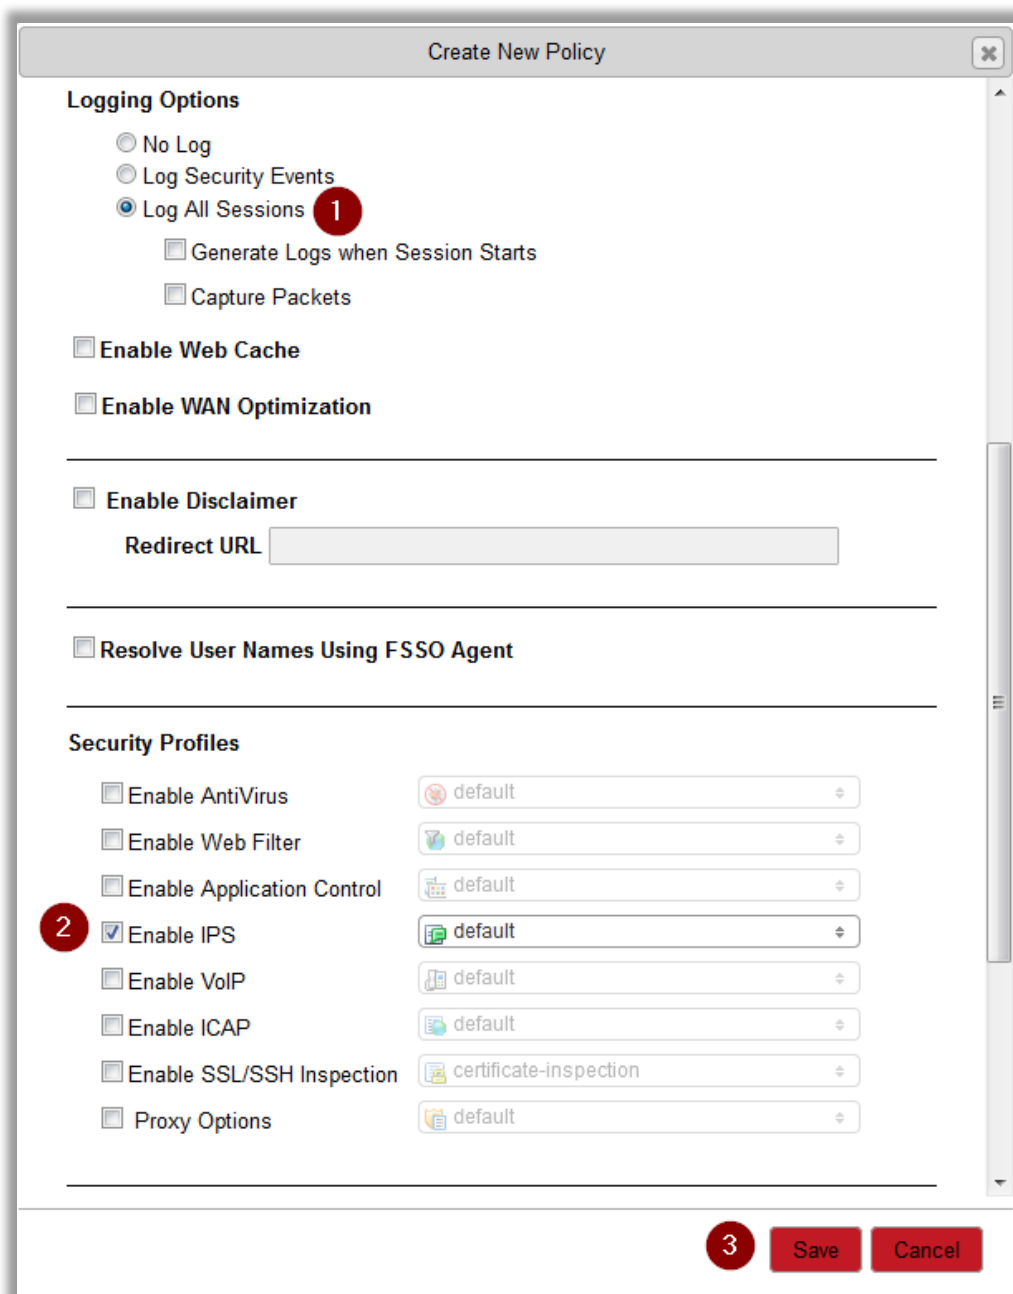 Create New Policy
Logging Options
No Log
Log Security Events
Log All Sessions 1
Generate Logs when Session Starts
Capture Packets
Enable Web Cache
Enable WAN Optimization
Enable Disclaimer
Redirect URL
Resolve User Names Using FSSO Agent
Security Profiles
Enable AntiVirus default
Enable Web Filter default
Enable Application Control default
2 Enable IPS default
Enable VoIP default
Enable ICAP default
Enable SSL/SSH Inspection certificate-inspection
Proxy Options default
3 Save Cancel